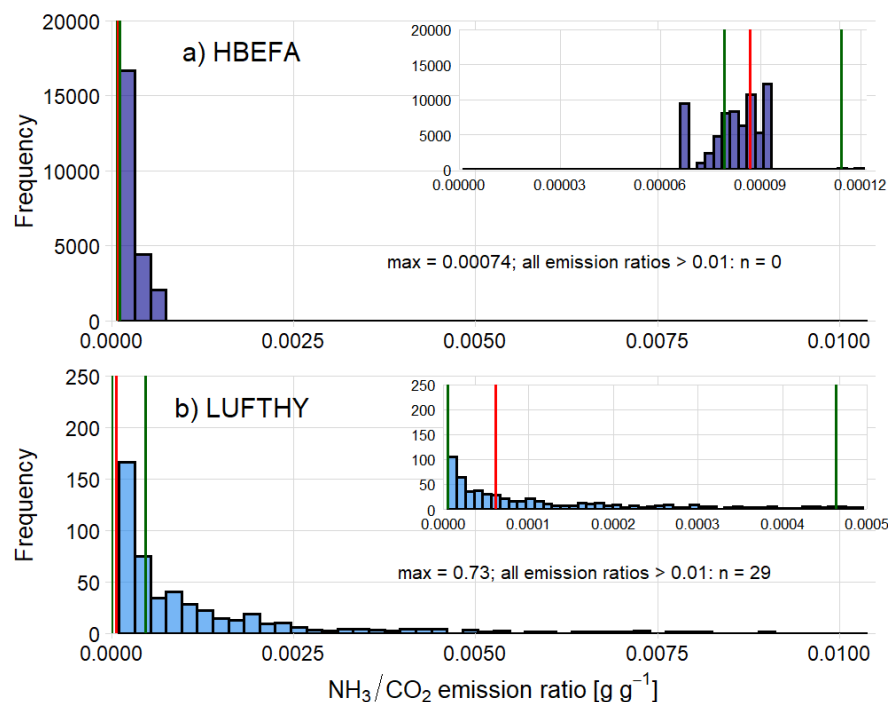 a) HBEFA
Frequency
20000
15000
10000
5000
0
20000
15000
10000
5000
0
0.00000 0.00003 0.00006 0.00009 0.00012
max = 0.00074; all emission ratios > 0.01: n = 0
0.0000 0.0025 0.0050 0.0075 0.0100
b) LUFTHY
Frequency
250
200
150
100
50
0
250
200
150
100
50
0
0.0000 0.0001 0.0002 0.0003 0.0004 0.0005
max = 0.73; all emission ratios > 0.01: n = 29
0.0000 0.0025 0.0050 0.0075 0.0100
NH₃/CO₂ emission ratio [g g⁻¹]